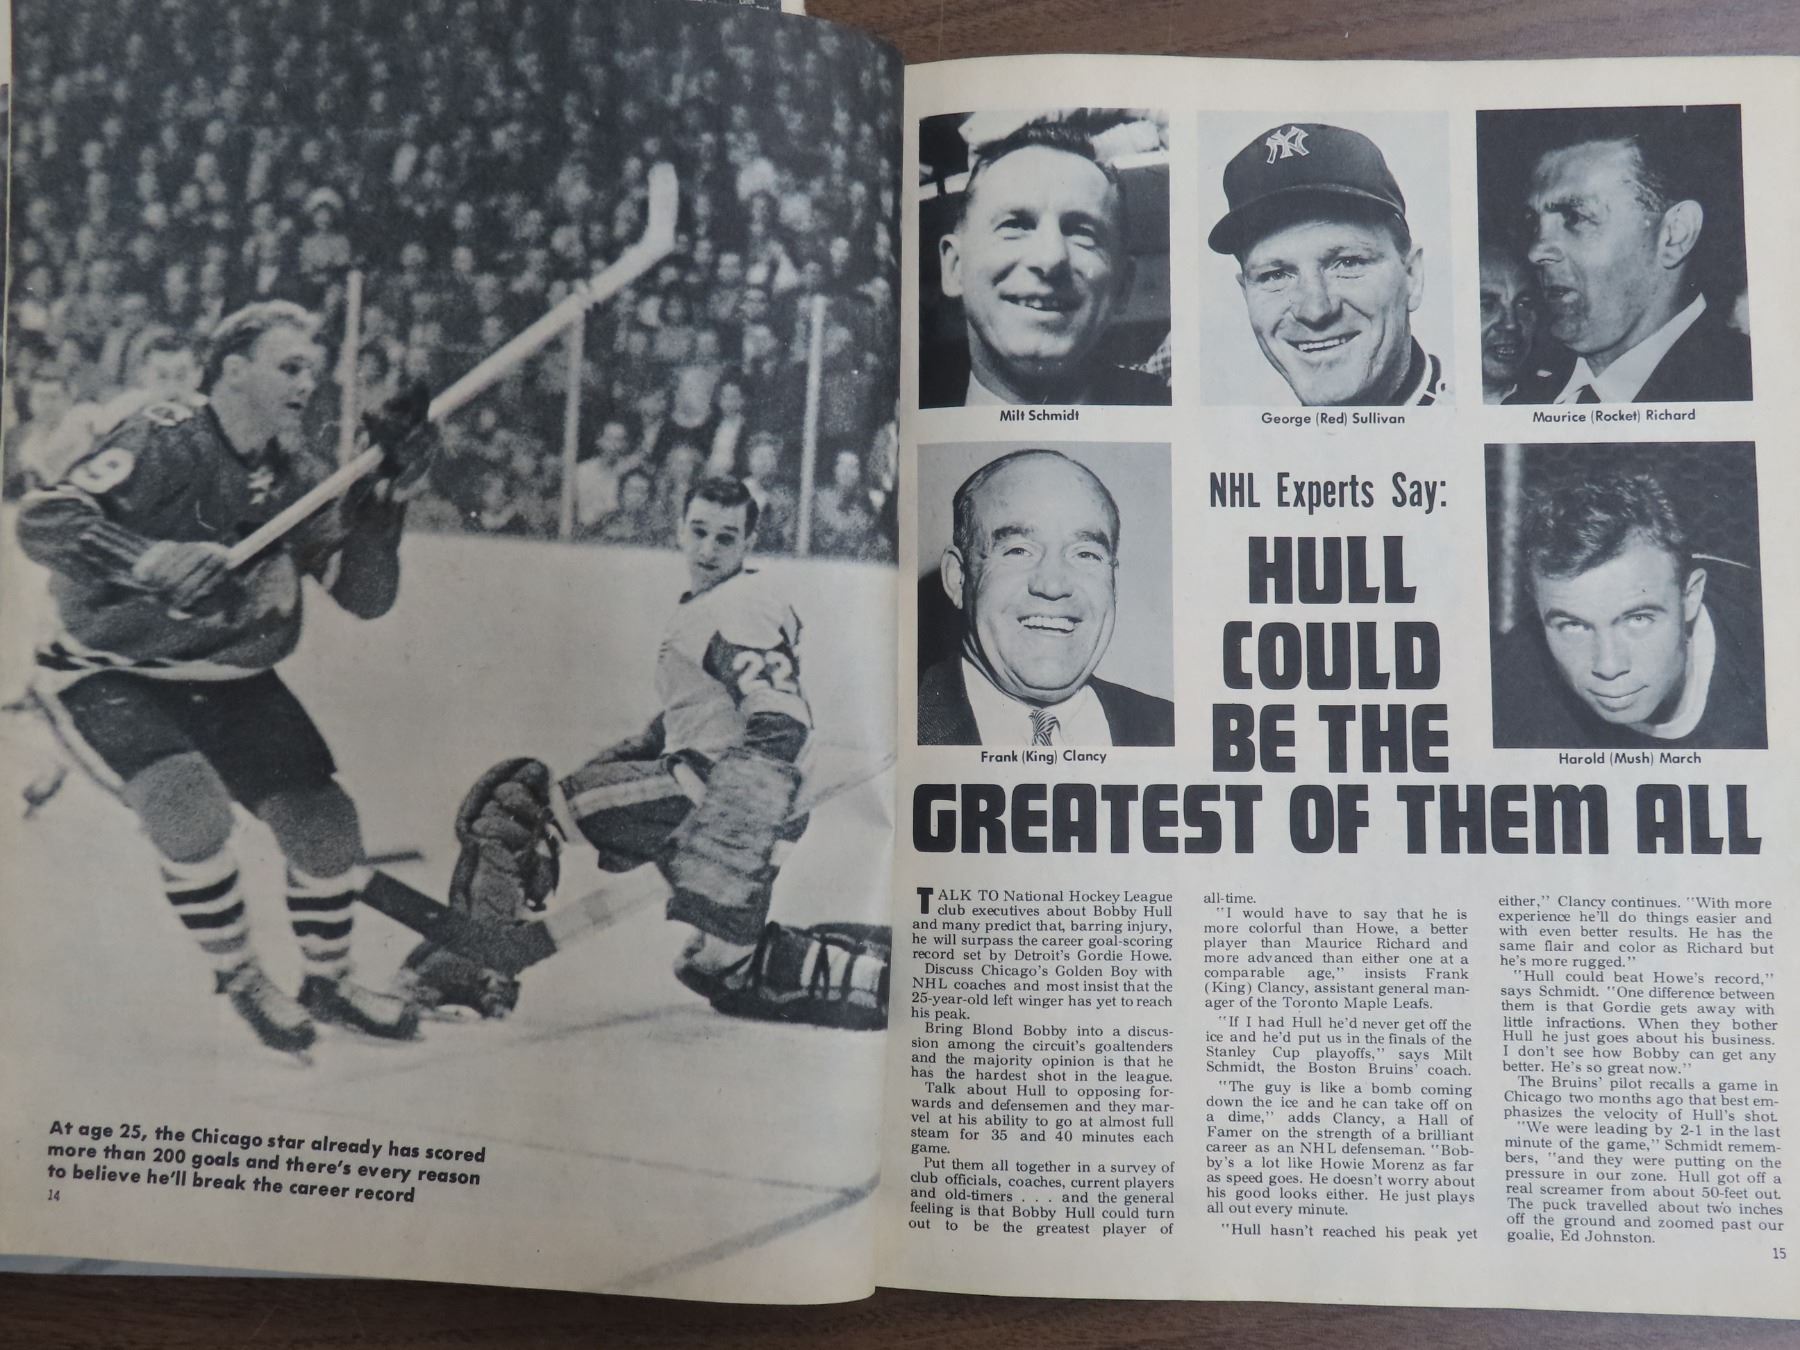 9
22
At age 25, the Chicago star already has scored
more than 200 goals and there's every reason
to believe he'll break the career record
14
NY
Milt Schmidt
George (Red) Sullivan
Maurice (Rocket) Richard
Frank (King) Clancy
Harold (Mush) March
NHL Experts Say:
HULL
COULD
BE THE
GREATEST OF THEM ALL
TALK TO National Hockey League
club executives about Bobby Hull
and many predict that, barring injury,
he will surpass the career goal-scoring
record set by Detroit's Gordie Howe.
Discuss Chicago's Golden Boy with
NHL coaches and most insist that the
25-year-old left winger has yet to reach
his peak.
Bring Blond Bobby into a discus-
sion among the circuit's goaltenders
and the majority opinion is that he
has the hardest shot in the league.
Talk about Hull to opposing for-
wards and defensemen and they mar-
vel at his ability to go at almost full
steam for 35 and 40 minutes each
game.
Put them all together in a survey of
club officials, coaches, current players
and old-timers . . . and the general
feeling is that Bobby Hull could turn
out to be the greatest player of
all-time.
"I would have to say that he is
more colorful than Howe, a better
player than Maurice Richard and
more advanced than either one at a
comparable age," insists Frank
(King) Clancy, assistant general man-
ager of the Toronto Maple Leafs.
"If I had Hull he'd never get off the
ice and he'd put us in the finals of the
Stanley Cup playoffs," says Milt
Schmidt, the Boston Bruins' coach.
"The guy is like a bomb coming
down the ice and he can take off on
a dime," adds Clancy, a Hall of
Famer on the strength of a brilliant
career as an NHL defenseman. "Bob-
by's a lot like Howie Morenz as far
as speed goes. He doesn't worry about
his good looks either. He just plays
all out every minute.
"Hull hasn't reached his peak yet
either," Clancy continues. "With more
experience he'll do things easier and
with even better results. He has the
same flair and color as Richard but
he's more rugged."
"Hull could beat Howe's record,"
says Schmidt. "One difference between
them is that Gordie gets away with
little infractions. When they bother
Hull he just goes about his business.
I don't see how Bobby can get any
better. He's so great now."
The Bruins' pilot recalls a game in
Chicago two months ago that best em-
phasizes the velocity of Hull's shot.
"We were leading by 2-1 in the last
minute of the game," Schmidt remem-
bers, "and they were putting on the
pressure in our zone. Hull got off a
real screamer from about 50-feet out.
The puck travelled about two inches
off the ground and zoomed past our
goalie, Ed Johnston.
15